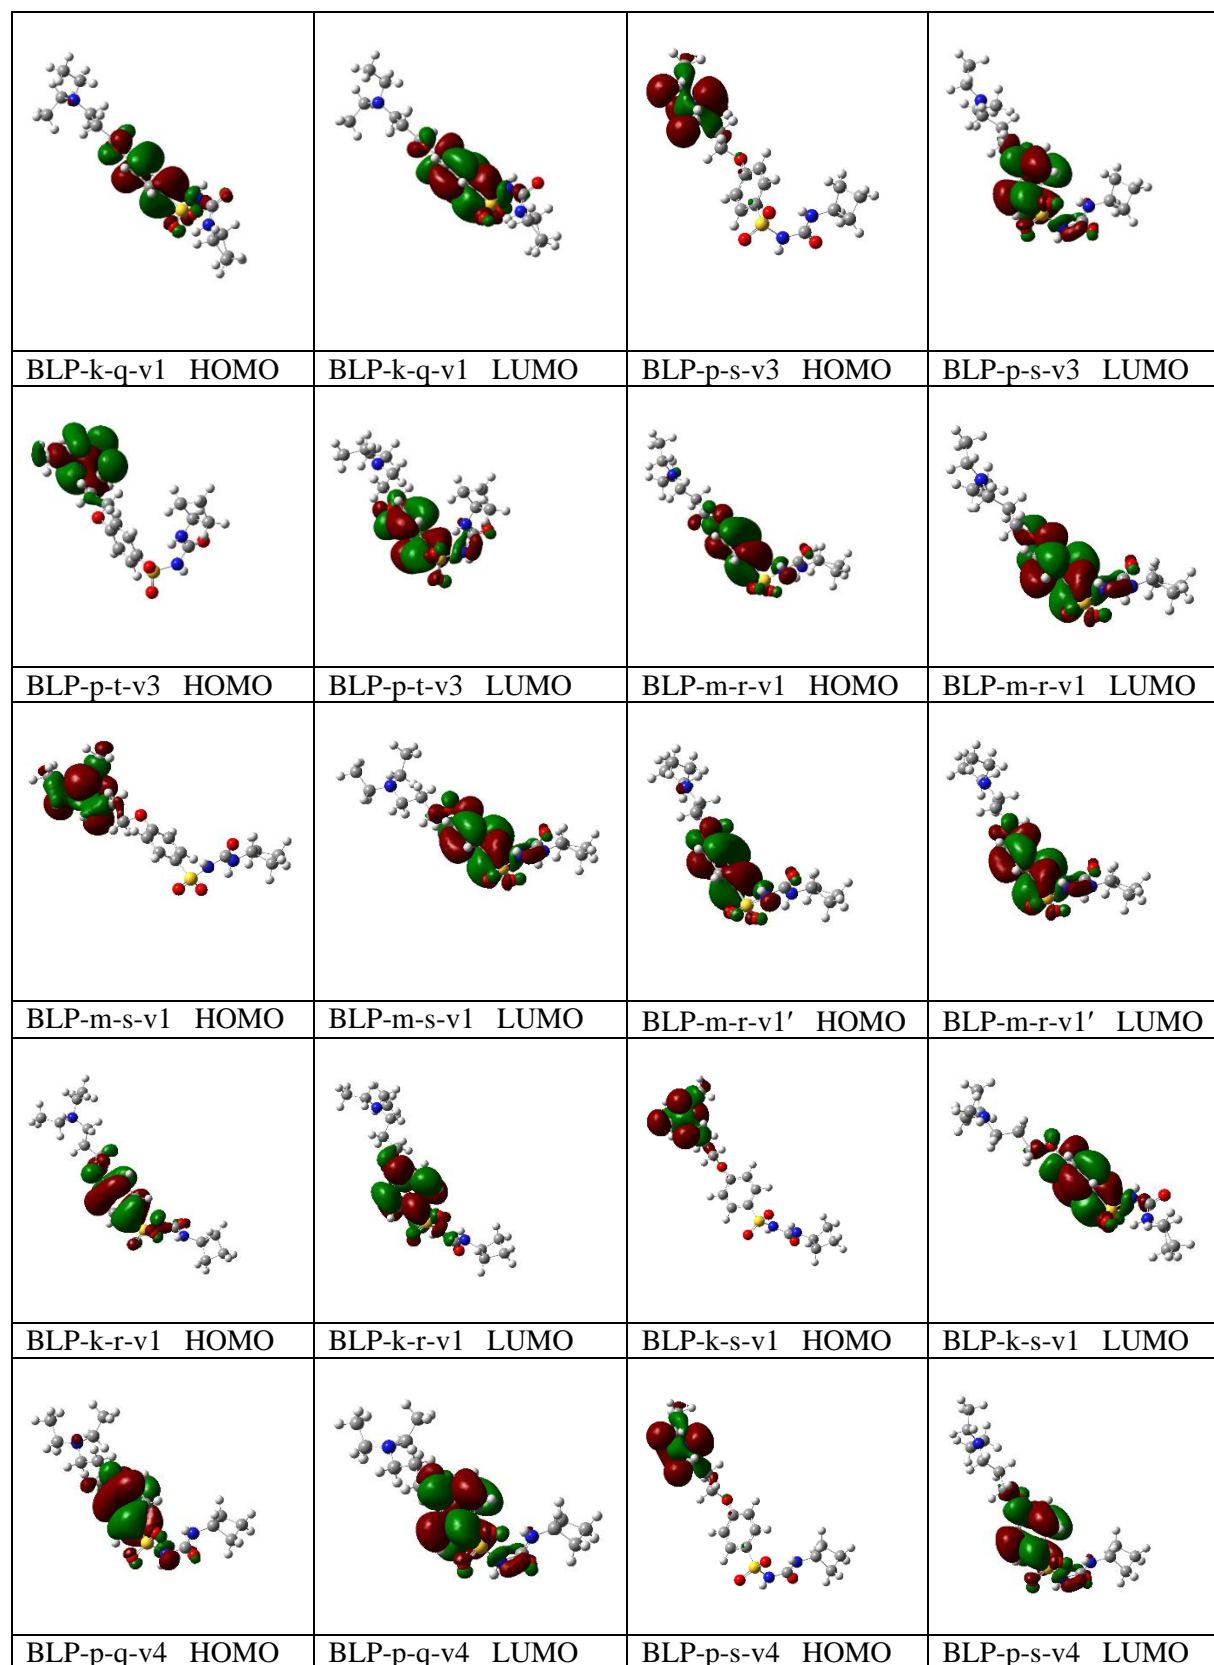 BLP-k-q-v1 HOMO BLP-k-q-v1 LUMO BLP-p-s-v3 HOMO BLP-p-s-v3 LUMO
BLP-p-t-v3 HOMO BLP-p-t-v3 LUMO BLP-m-r-v1 HOMO BLP-m-r-v1 LUMO
BLP-m-s-v1 HOMO BLP-m-s-v1 LUMO BLP-m-r-v1′ HOMO BLP-m-r-v1′ LUMO
BLP-k-r-v1 HOMO BLP-k-r-v1 LUMO BLP-k-s-v1 HOMO BLP-k-s-v1 LUMO
BLP-p-q-v4 HOMO BLP-p-q-v4 LUMO BLP-p-s-v4 HOMO BLP-p-s-v4 LUMO